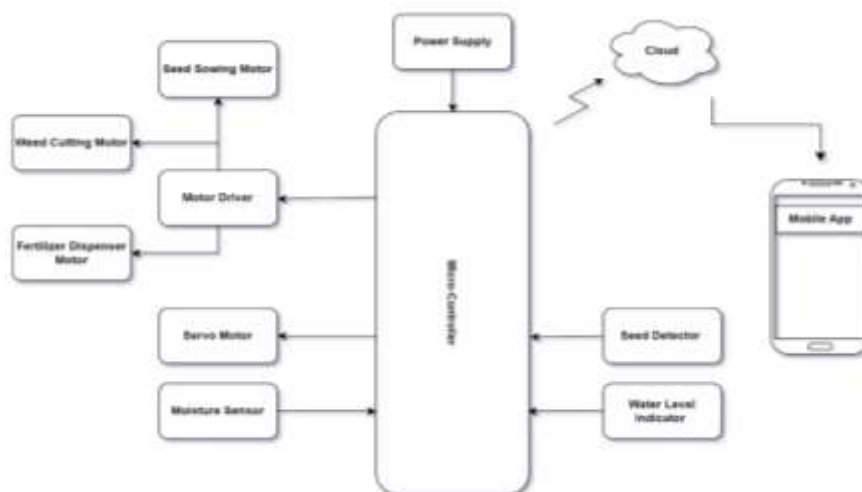 Power Supply
Cloud
Seed Sowing Motor
Weed Cutting Motor
Motor Driver
Mobile App
Fertilizer Dispenser
Motor
Micro-Controller
Servo Motor
Seed Detector
Moisture Sensor
Water Level
Indicator